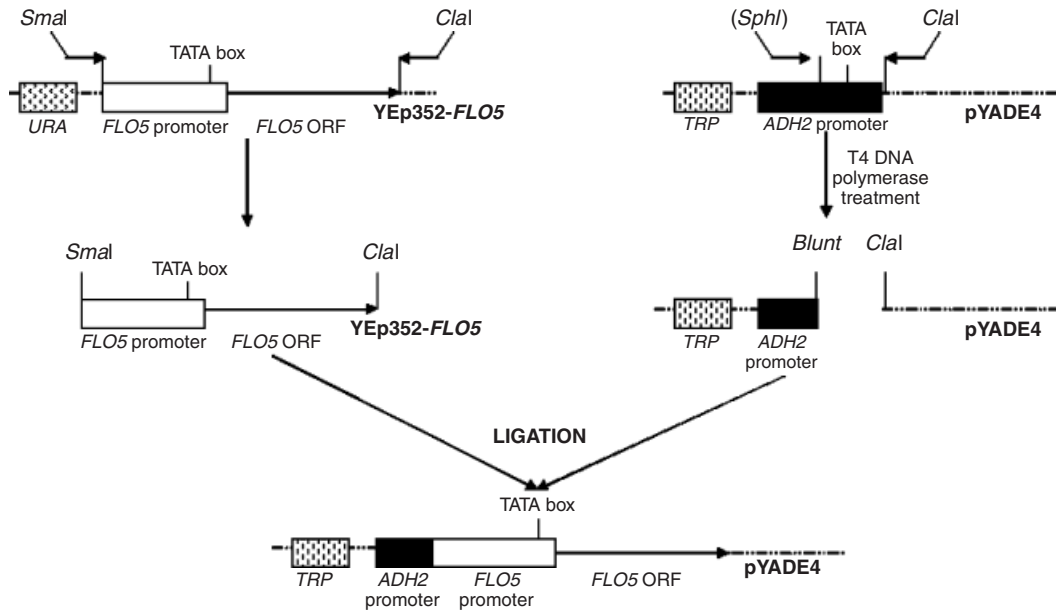 SmaI
ClaI
TATA box
URA
FLO5 promoter
FLO5 ORF
YEp352-FLO5
(SphI)
TATA
box
ClaI
TRP
ADH2 promoter
pYADE4
T4 DNA
polymerase
treatment
SmaI
ClaI
TATA box
FLO5 promoter
FLO5 ORF
YEp352-FLO5
Blunt
ClaI
TRP
ADH2
promoter
pYADE4
LIGATION
TATA box
TRP
ADH2
promoter
FLO5
promoter
FLO5 ORF
pYADE4